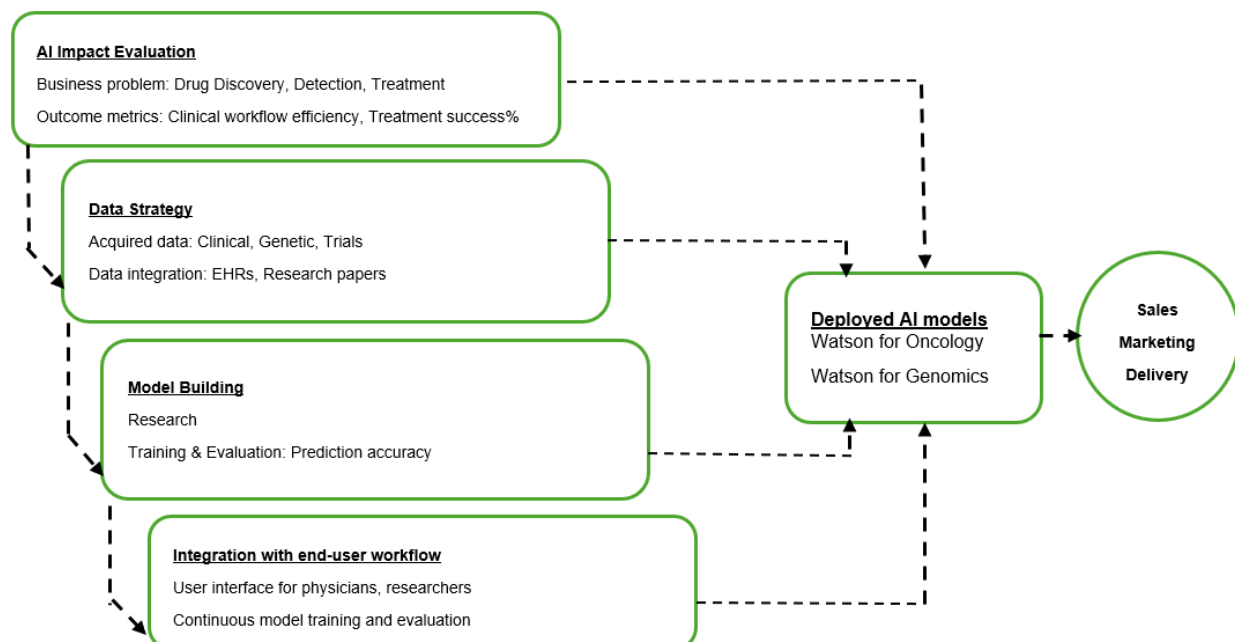 AI Impact Evaluation
Business problem: Drug Discovery, Detection, Treatment
Outcome metrics: Clinical workflow efficiency, Treatment success%
Data Strategy
Acquired data: Clinical, Genetic, Trials
Data integration: EHRs, Research papers
Model Building
Research
Training & Evaluation: Prediction accuracy
Integration with end-user workflow
User interface for physicians, researchers
Continuous model training and evaluation
Deployed AI models
Watson for Oncology
Watson for Genomics
Sales
Marketing
Delivery